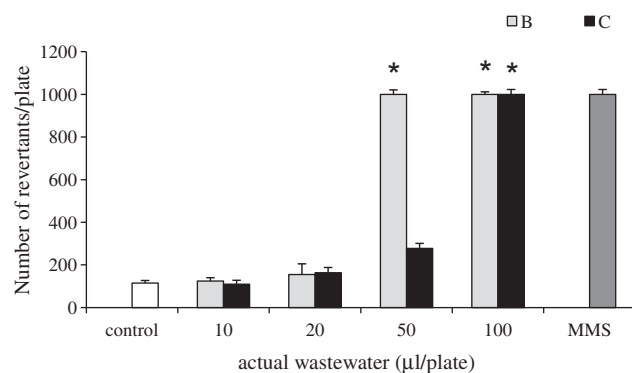 B C
Number of revertants/plate
1200
1000
800
600
400
200
0
* * *
control 10 20 50 100 MMS
actual wastewater (µl/plate)